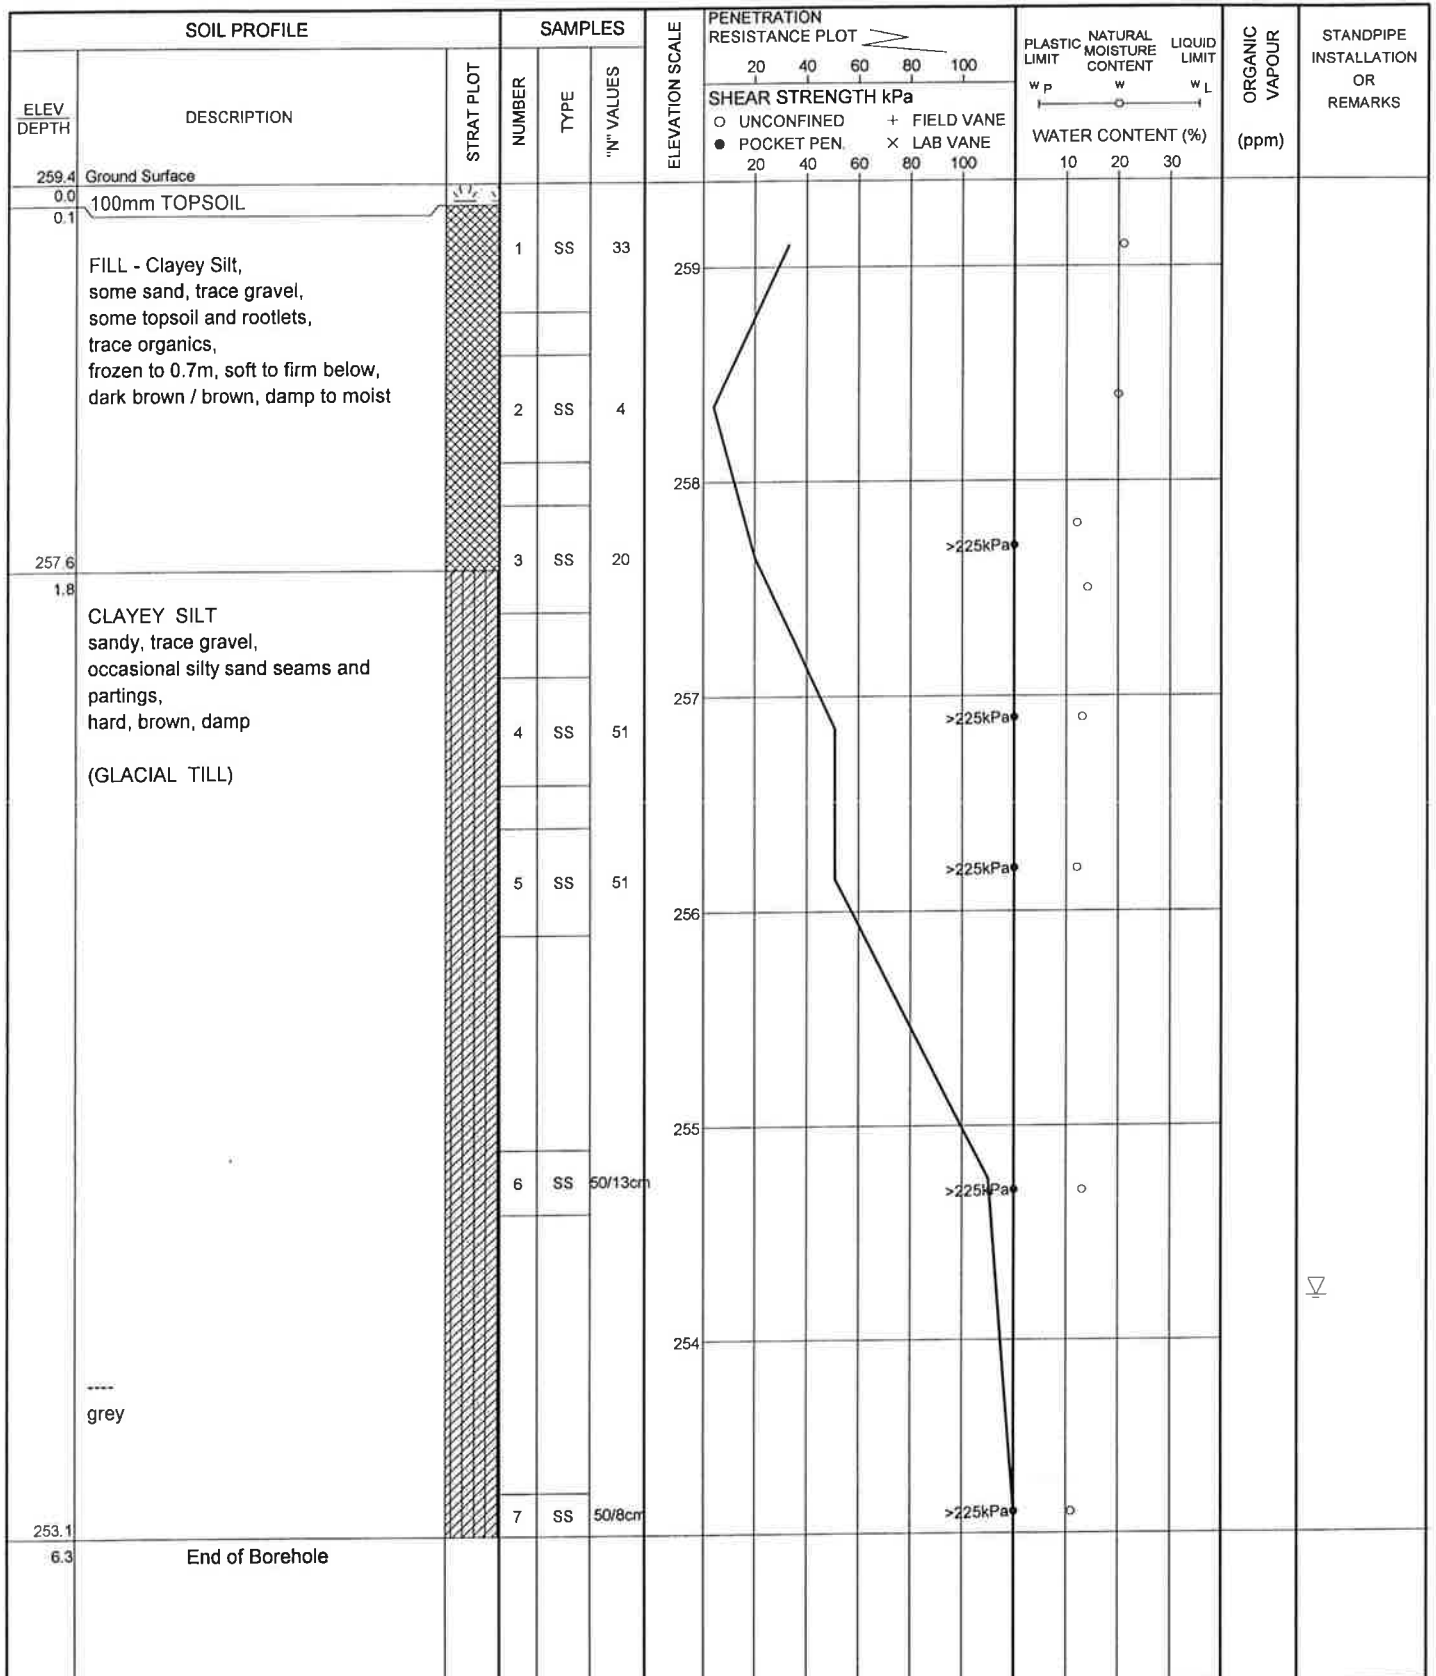 SOIL PROFILE
SAMPLES
ELEV
DEPTH
DESCRIPTION
STRAT PLOT
NUMBER
TYPE
"N" VALUES
ELEVATION SCALE
PENETRATION
RESISTANCE PLOT
20 40 60 80 100
SHEAR STRENGTH kPa
○ UNCONFINED + FIELD VANE
● POCKET PEN. × LAB VANE
20 40 60 80 100
PLASTIC LIMIT
NATURAL MOISTURE CONTENT
LIQUID LIMIT
W P W W L
WATER CONTENT (%)
10 20 30
ORGANIC VAPOUR
(ppm)
STANDPIPE
INSTALLATION
OR
REMARKS
259.4 Ground Surface
0.0 100mm TOPSOIL
0.1
1 SS 33
FILL - Clayey Silt,
259
some sand, trace gravel,
some topsoil and rootlets,
trace organics,
frozen to 0.7m, soft to firm below,
dark brown / brown, damp to moist
2 SS 4
258
>225kPa
257.6 3 SS 20
1.8
CLAYEY SILT
sandy, trace gravel,
occasional silty sand seams and
partings,
257
hard, brown, damp
>225kPa
4 SS 51
(GLACIAL TILL)
>225kPa
5 SS 51
256
255
6 SS 50/13cm
>225kPa
254
----
grey
7 SS 50/8cm >225kPa
253.1
6.3 End of Borehole